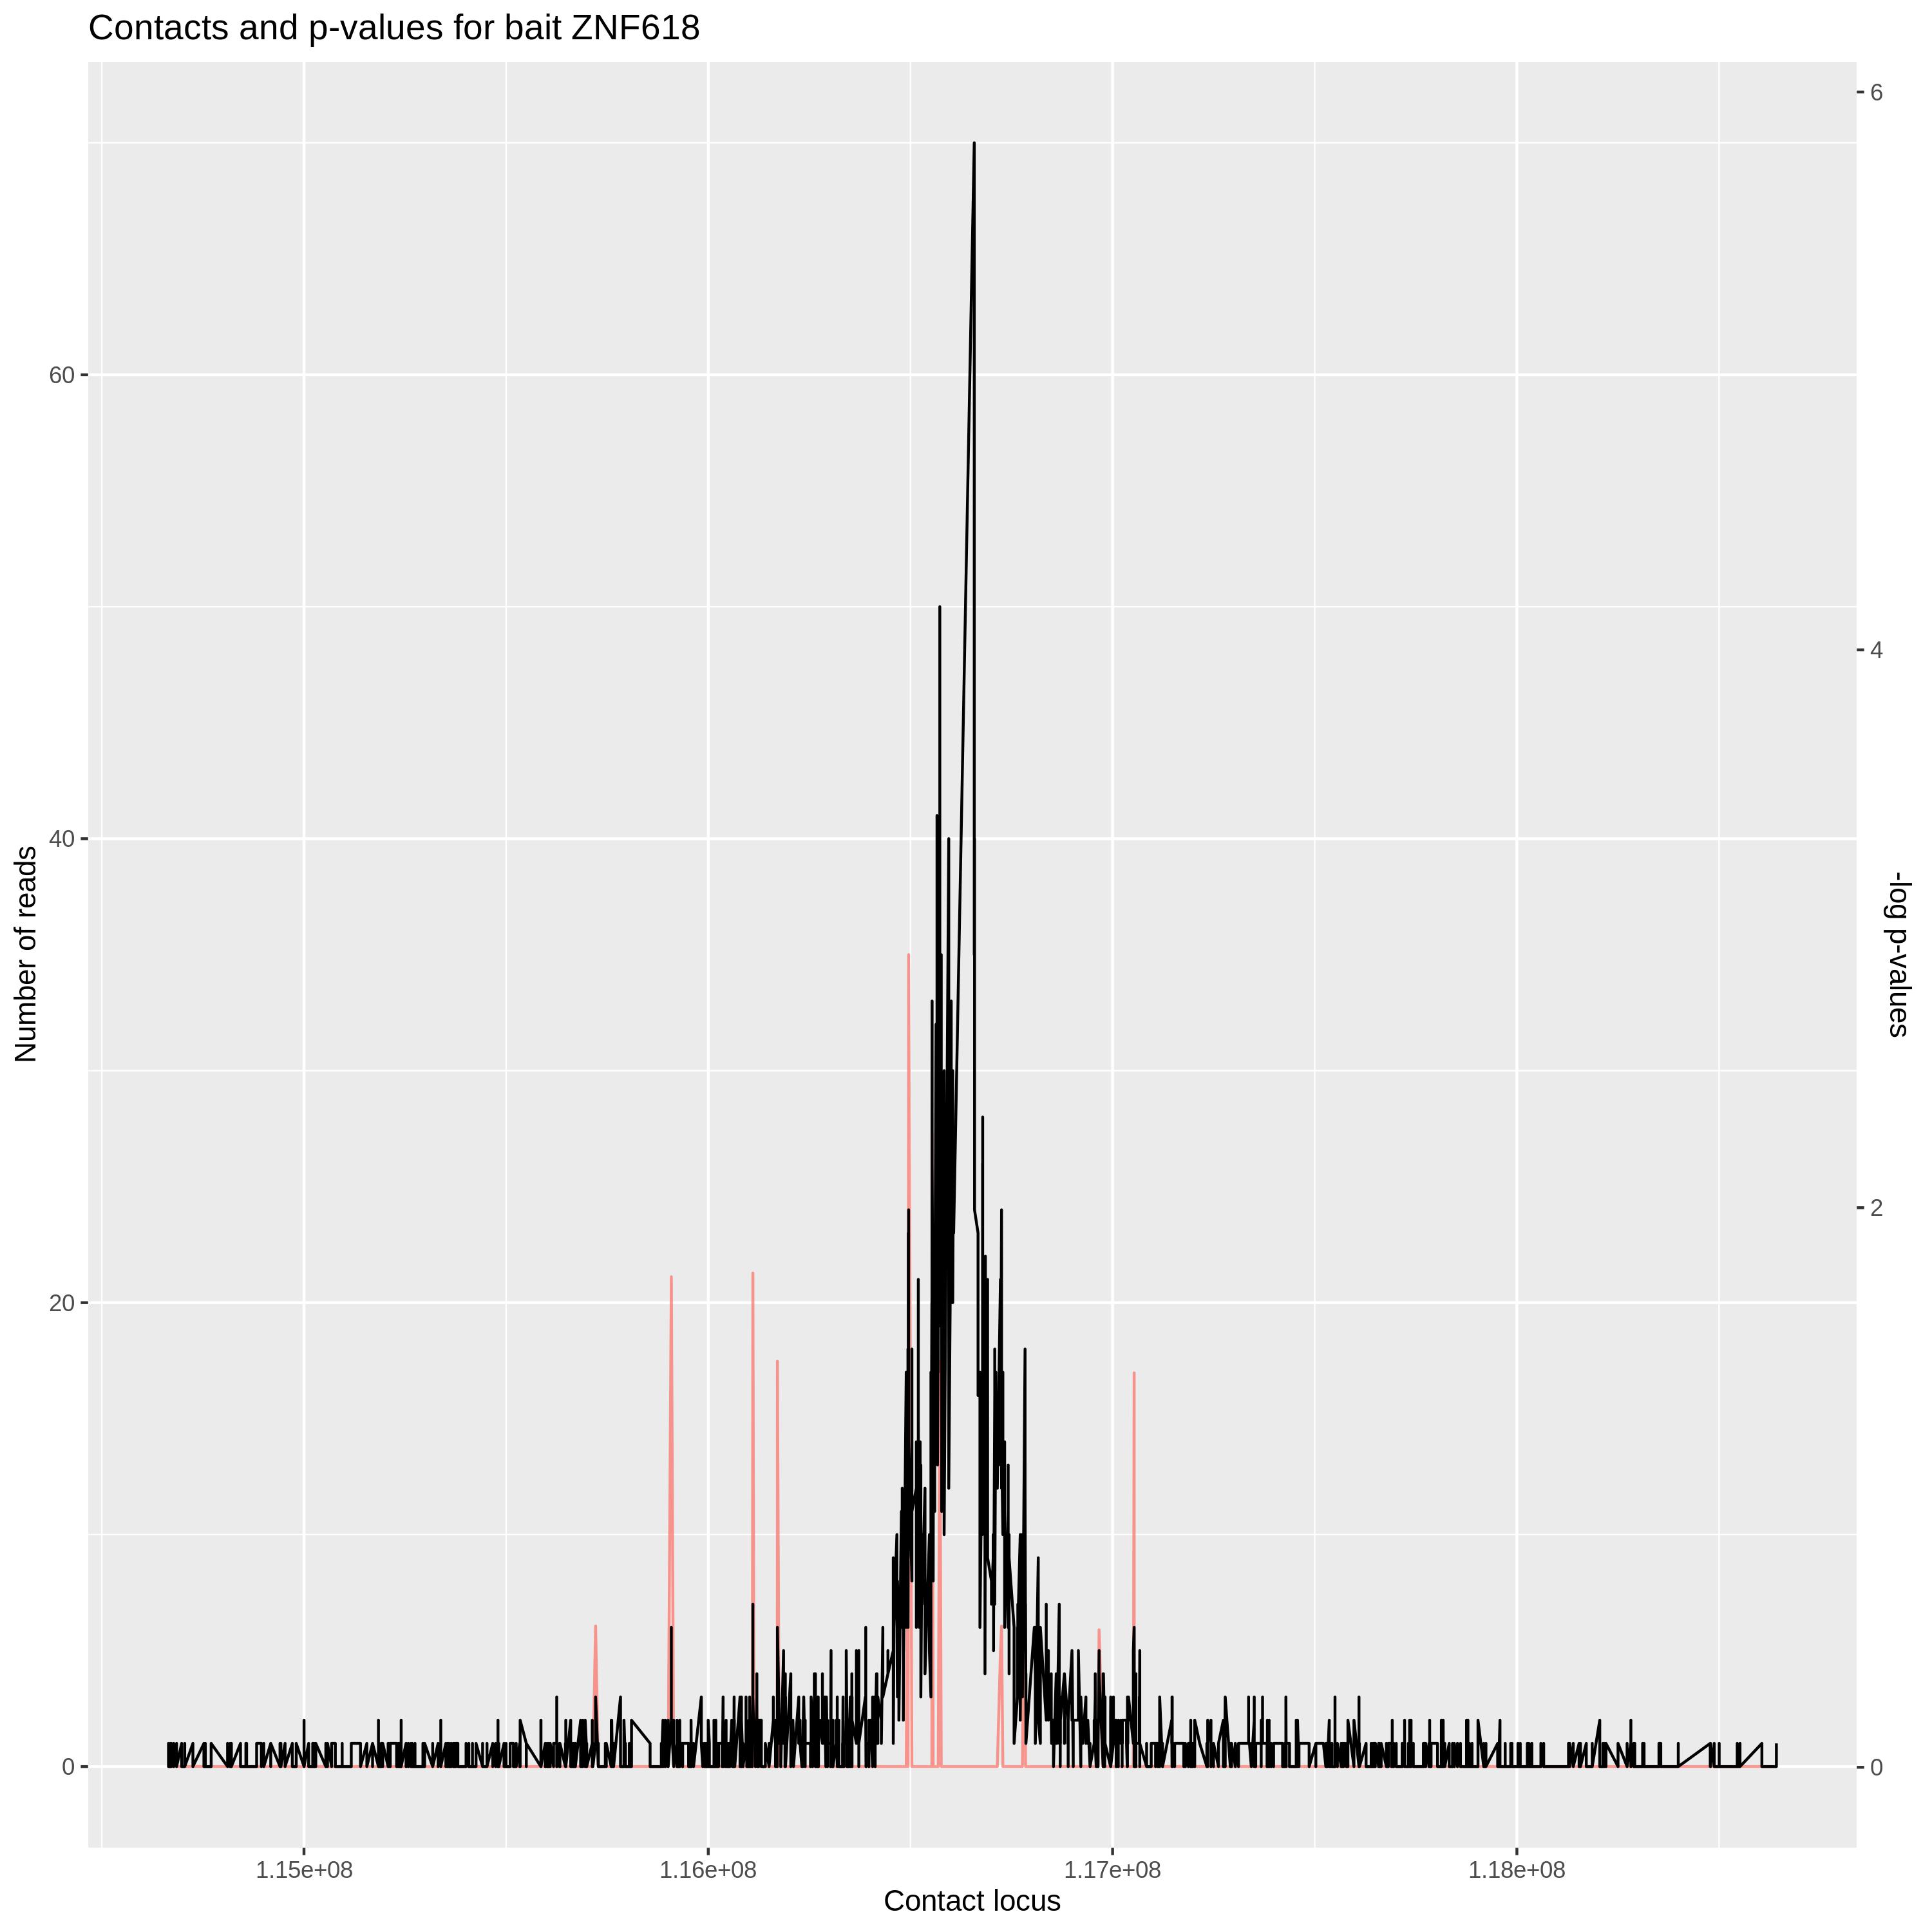 Contacts and p-values for bait ZNF618
Number of reads
60
40
20
0
6
4
2
0
-log p-values
1.15e+08
1.16e+08
1.17e+08
1.18e+08
Contact locus